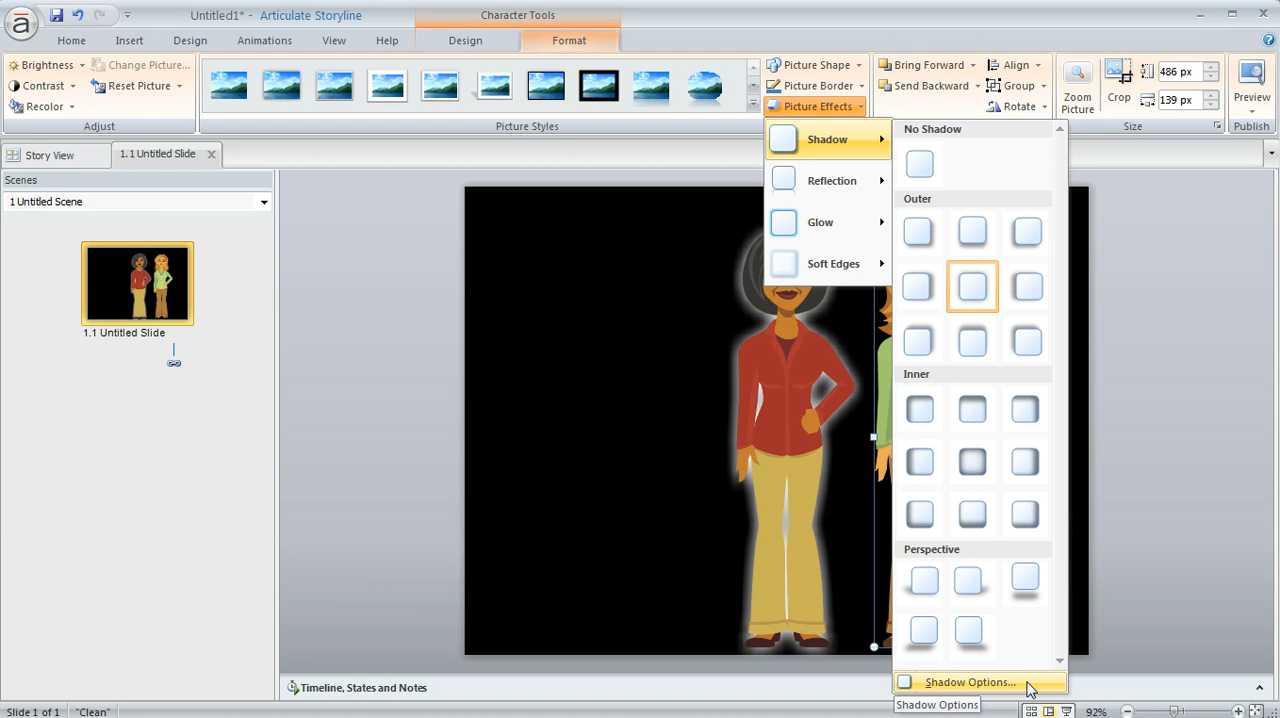 Untitled1* - Articulate Storyline
Character Tools
Home
Insert
Design
Animations
View
Help
Design
Format
Brightness
Change Picture...
Contrast
Reset Picture
Recolor
Adjust
Picture Styles
Picture Shape
Picture Border
Picture Effects
Bring Forward
Send Backward
Align
Group
Rotate
Zoom Picture
Crop
486 px
139 px
Size
Preview
Publish
Story View
1.1 Untitled Slide
Scenes
1 Untitled Scene
1.1 Untitled Slide
Shadow
Reflection
Glow
Soft Edges
No Shadow
Outer
Inner
Perspective
Shadow Options...
Shadow Options
Timeline, States and Notes
Slide 1 of 1
"Clean"
92%